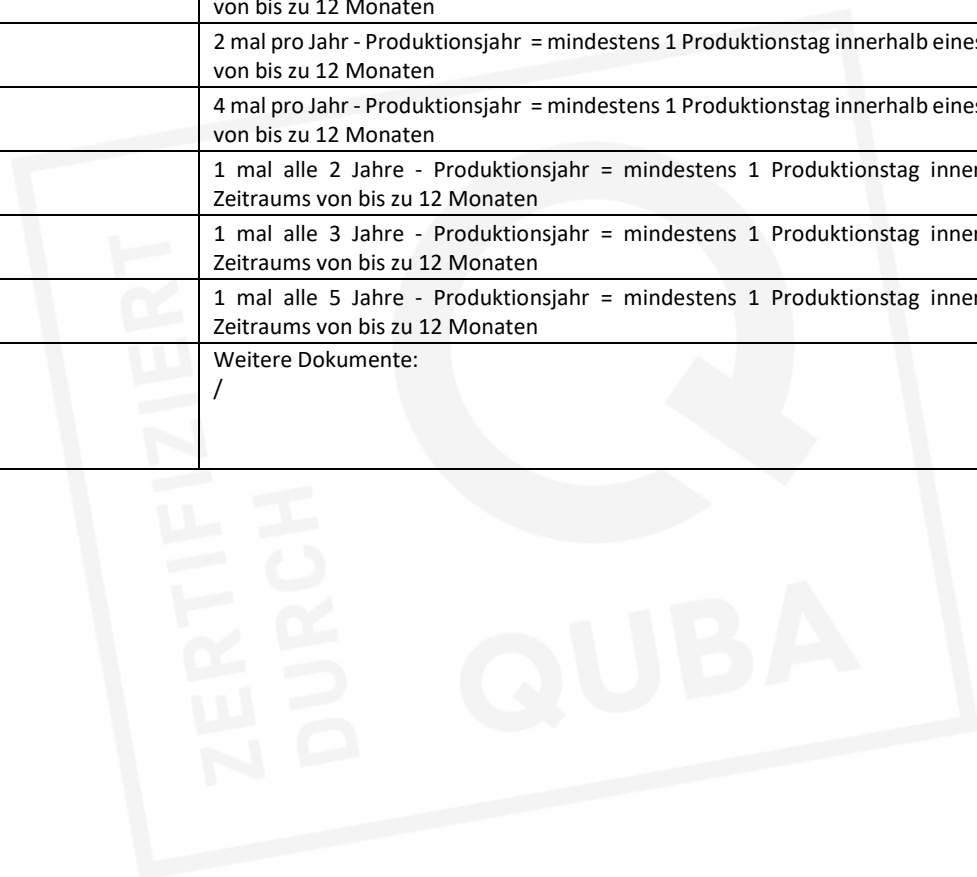 von bis zu 12 Monaten
2 mal pro Jahr - Produktionsjahr = mindestens 1 Produktionstag innerhalb eines
von bis zu 12 Monaten
4 mal pro Jahr - Produktionsjahr = mindestens 1 Produktionstag innerhalb eines
von bis zu 12 Monaten
1 mal alle 2 Jahre - Produktionsjahr = mindestens 1 Produktionstag inner
Zeitraums von bis zu 12 Monaten
1 mal alle 3 Jahre - Produktionsjahr = mindestens 1 Produktionstag inner
Zeitraums von bis zu 12 Monaten
1 mal alle 5 Jahre - Produktionsjahr = mindestens 1 Produktionstag inner
Zeitraums von bis zu 12 Monaten
Weitere Dokumente:
/
ZERTIFIZIERT
DURCH
QUBA